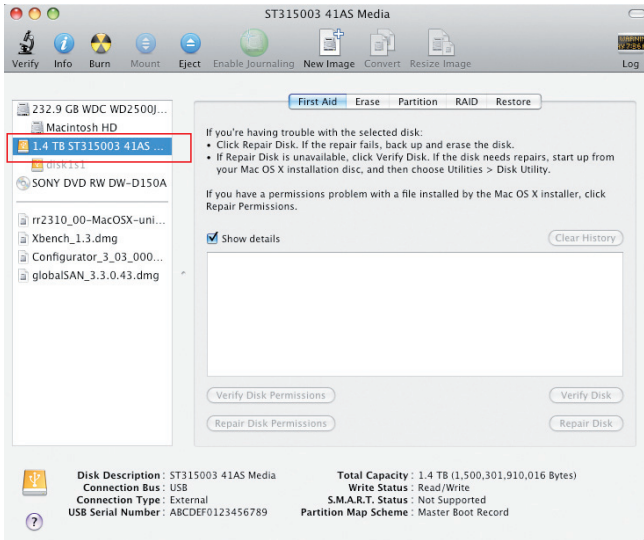 ST315003 41AS Media
Verify Info Burn Mount Eject Enable Journaling New Image Convert Resize Image Log
232.9 GB WDC WD2500J...
Macintosh HD
1.4 TB ST315003 41AS ...
disk1s1
SONY DVD RW DW-D150A
rr2310_00-MacOSX-uni...
Xbench_1.3.dmg
Configurator_3_03_000...
globalSAN_3.3.0.43.dmg
First Aid Erase Partition RAID Restore
If you're having trouble with the selected disk:
• Click Repair Disk. If the repair fails, back up and erase the disk.
• If Repair Disk is unavailable, click Verify Disk. If the disk needs repairs, start up from
your Mac OS X installation disc, and then choose Utilities > Disk Utility.
If you have a permissions problem with a file installed by the Mac OS X installer, click
Repair Permissions.
Show details Clear History
Verify Disk Permissions Verify Disk
Repair Disk Permissions Repair Disk
Disk Description : ST315003 41AS Media
Connection Bus : USB
Connection Type : External
USB Serial Number : ABCDEF0123456789
Total Capacity : 1.4 TB (1,500,301,910,016 Bytes)
Write Status : Read/Write
S.M.A.R.T. Status : Not Supported
Partition Map Scheme : Master Boot Record
?